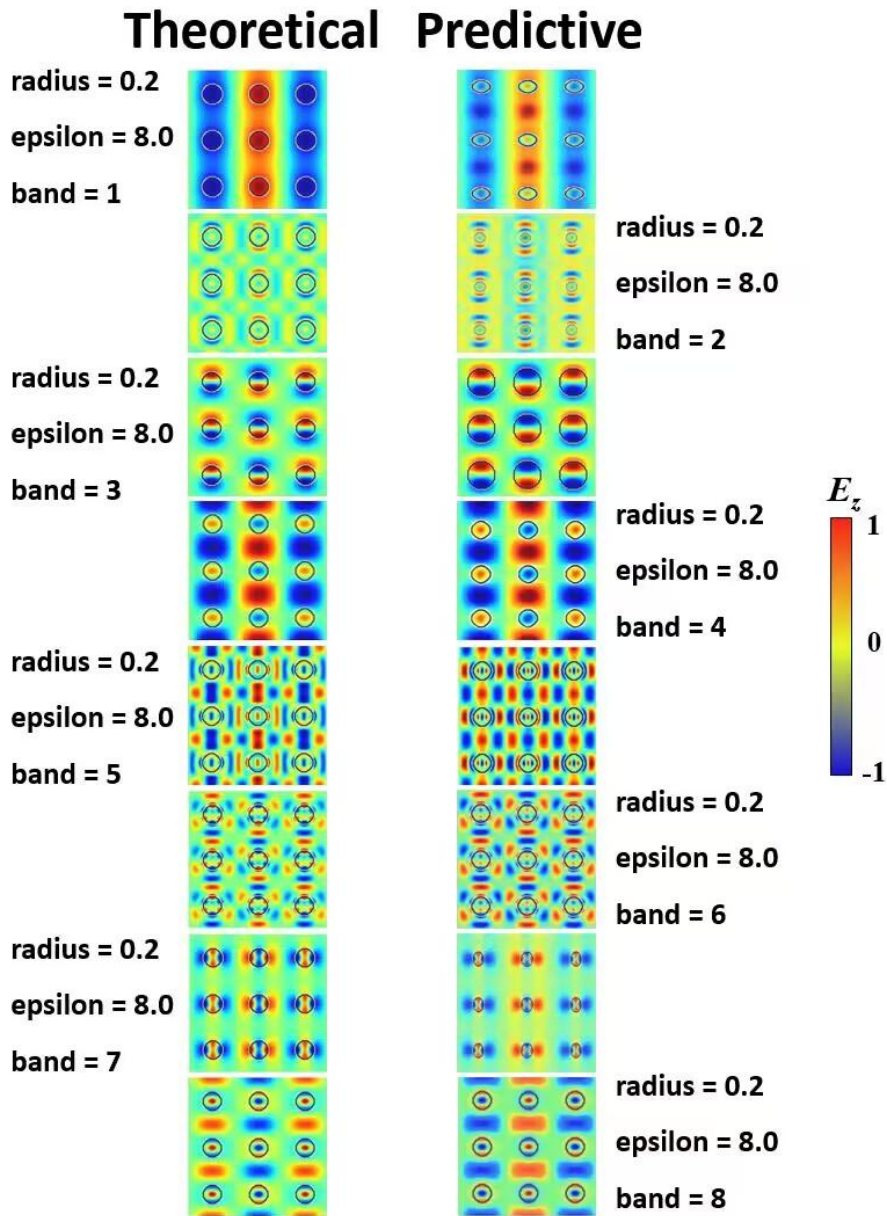 Theoretical Predictive
radius = 0.2
epsilon = 8.0
band = 1
radius = 0.2
epsilon = 8.0
band = 2
radius = 0.2
epsilon = 8.0
band = 3
E_z
1
0
-1
radius = 0.2
epsilon = 8.0
band = 4
radius = 0.2
epsilon = 8.0
band = 5
radius = 0.2
epsilon = 8.0
band = 6
radius = 0.2
epsilon = 8.0
band = 7
radius = 0.2
epsilon = 8.0
band = 8